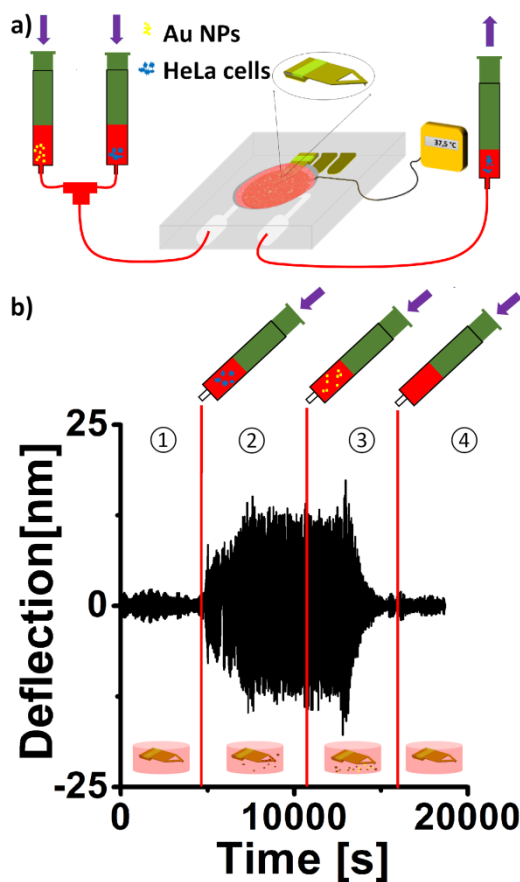 a)
Au NPs
HeLa cells
37,5 °C
b)
Deflection[nm]
25
0
-25
① ② ③ ④
0 10000 20000
Time [s]